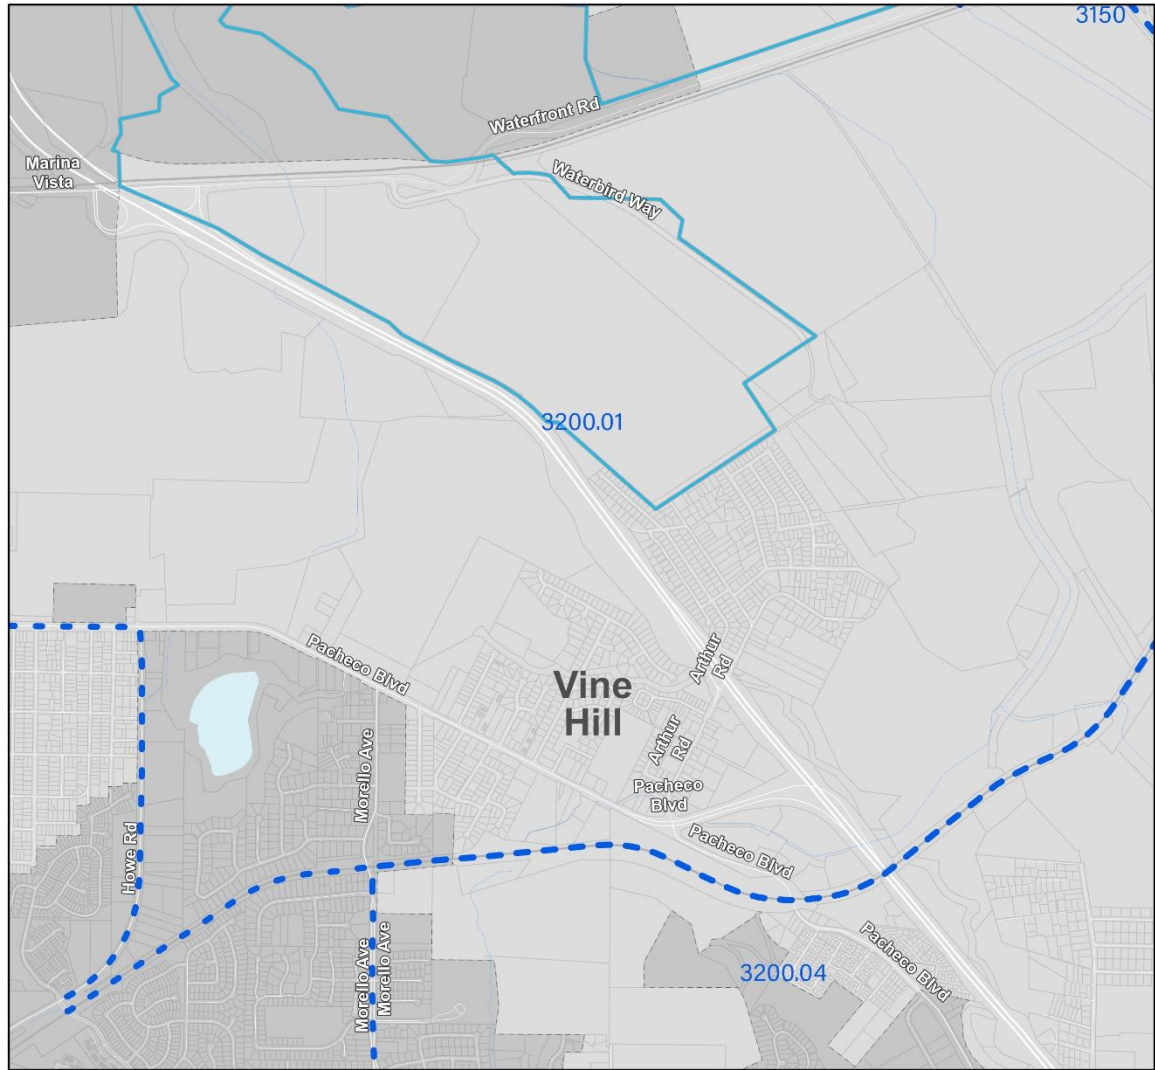 3150
Waterfront Rd
Marina
Vista
Waterbird Way
3200.01
Pacheco Blvd
Arthur
Rd
Vine
Hill
Arthur
Rd
Morello Ave
Pacheco
Blvd
Pacheco Blvd
Howe Rd
Pacheco Blvd
Morello Ave
Morello Ave
3200.04